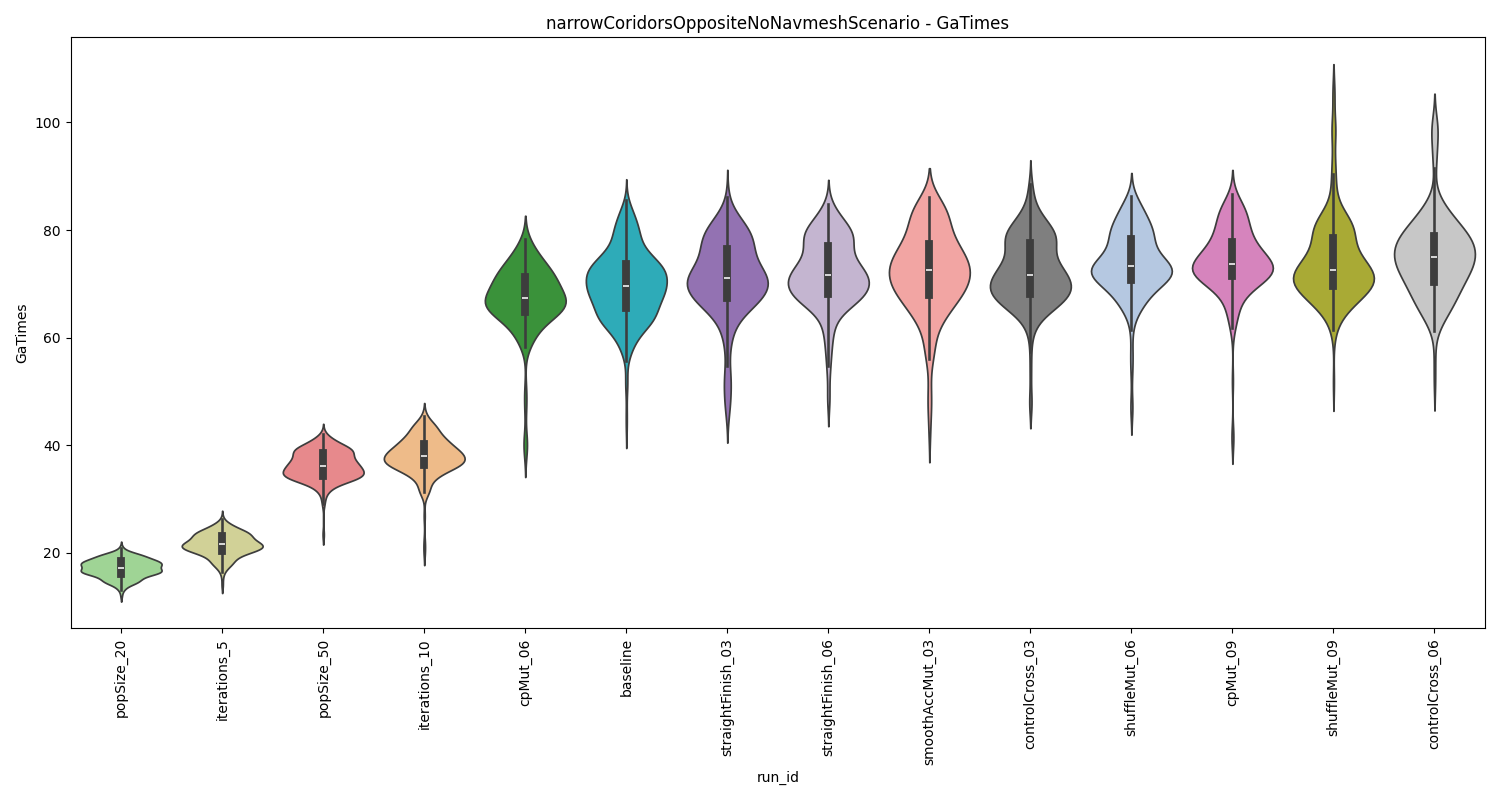 narrowCoridorsOppositeNoNavmeshScenario - GaTimes
GaTimes
100
80
60
40
20
popSize_20
iterations_5
popSize_50
iterations_10
cpMut_06
baseline
straightFinish_03
straightFinish_06
smoothAccMut_03
controlCross_03
shuffleMut_06
cpMut_09
shuffleMut_09
controlCross_06
run_id